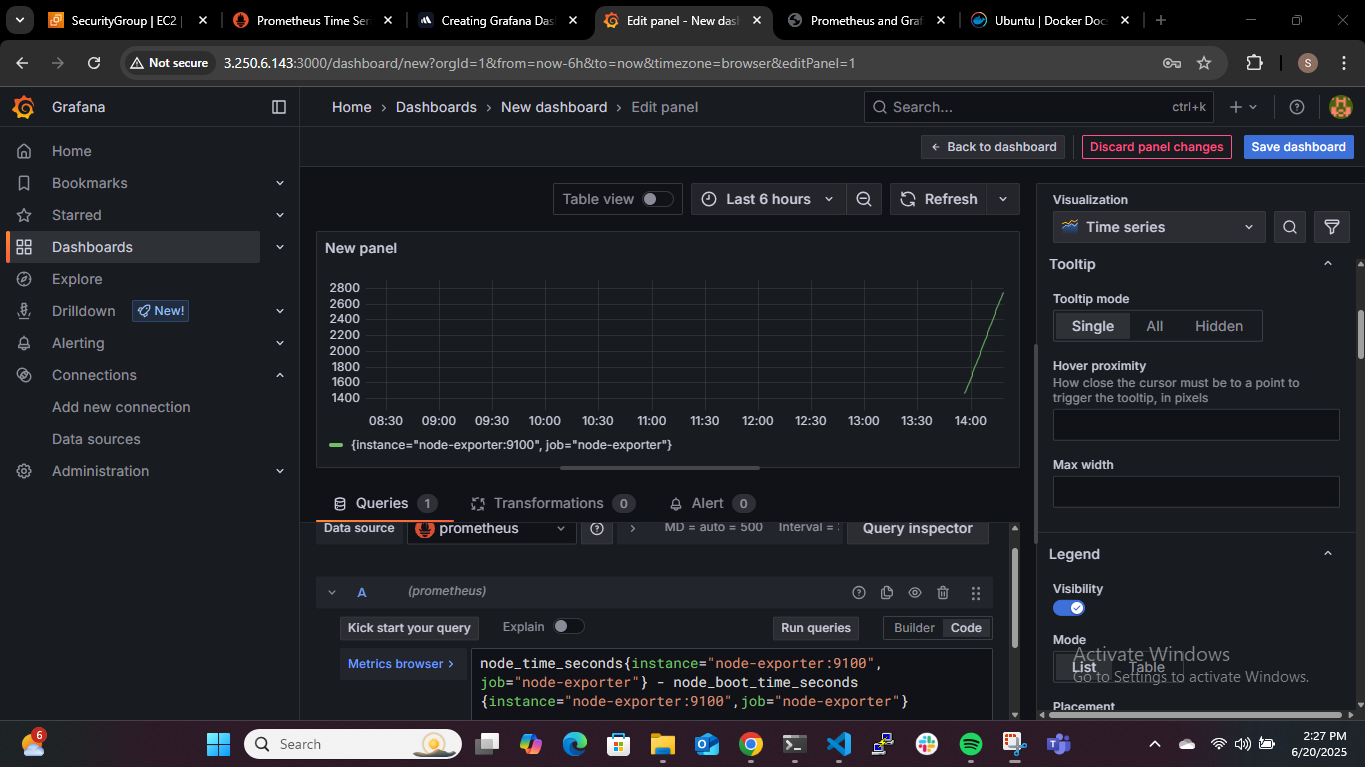 SecurityGroup | EC2 |
Prometheus Time Ser
Creating Grafana Das
Edit panel - New dash
Prometheus and Graf
Ubuntu | Docker Docs
Not secure
3.250.6.143:3000/dashboard/new?orgId=1&from=now-6h&to=now&timezone=browser&editPanel=1
S
Grafana
Home
Dashboards
New dashboard
Edit panel
Search...
ctrl+k
Back to dashboard
Discard panel changes
Save dashboard
Home
Bookmarks
Starred
Dashboards
Explore
Drilldown
New!
Alerting
Connections
Add new connection
Data sources
Administration
Table view
Last 6 hours
Refresh
New panel
2800
2600
2400
2200
2000
1800
1600
1400
08:30 09:00 09:30 10:00 10:30 11:00 11:30 12:00 12:30 13:00 13:30 14:00
{instance="node-exporter:9100", job="node-exporter"}
Queries 1
Transformations 0
Alert 0
Data source
prometheus
MD = auto = 500
Interval =
Query inspector
A
(prometheus)
Kick start your query
Explain
Run queries
Builder
Code
Metrics browser >
node_time_seconds{instance="node-exporter:9100",
job="node-exporter"} - node_boot_time_seconds
{instance="node-exporter:9100",job="node-exporter"}
Visualization
Time series
Tooltip
Tooltip mode
Single
All
Hidden
Hover proximity
How close the cursor must be to a point to
trigger the tooltip, in pixels
Max width
Legend
Visibility
Mode
List
Table
Placement
Activate Windows
Go to Settings to activate Windows.
6
Search
2:27 PM
6/20/2025